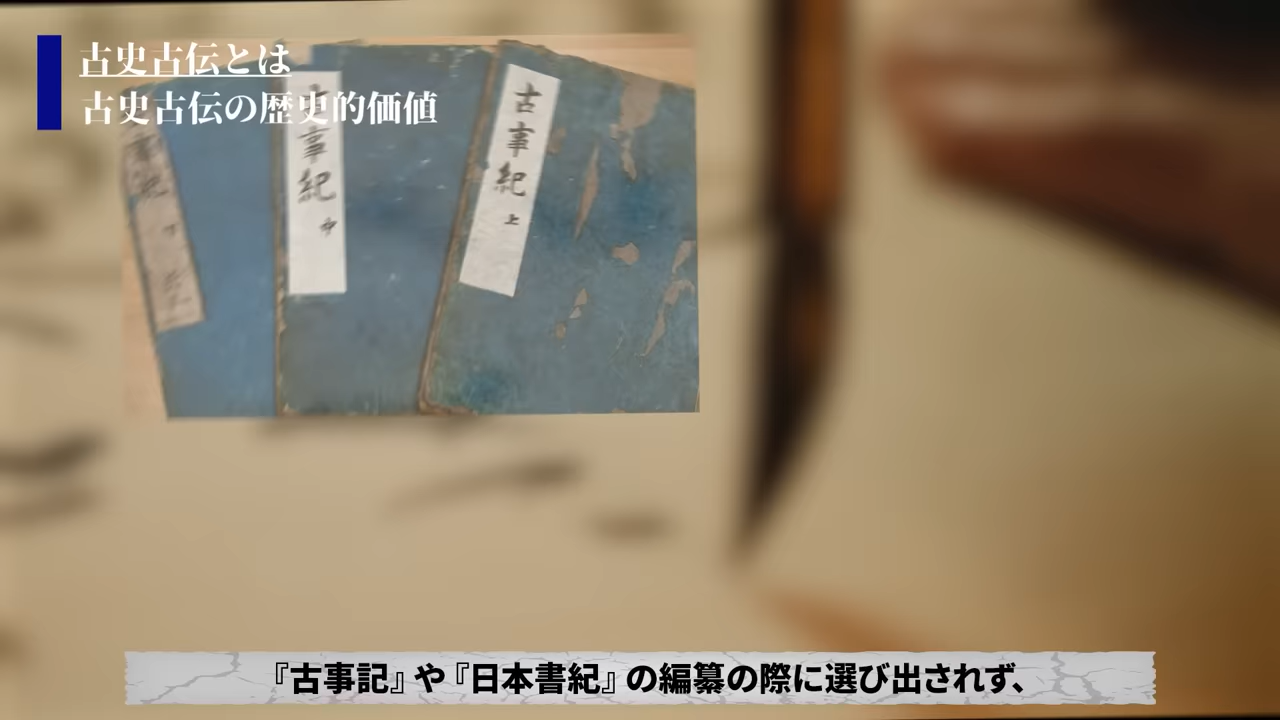 古史古伝とは
古史古伝の歴史的価値
古事紀 中
古事紀 上
『古事記』や『日本書紀』の編纂の際に選び出されず、